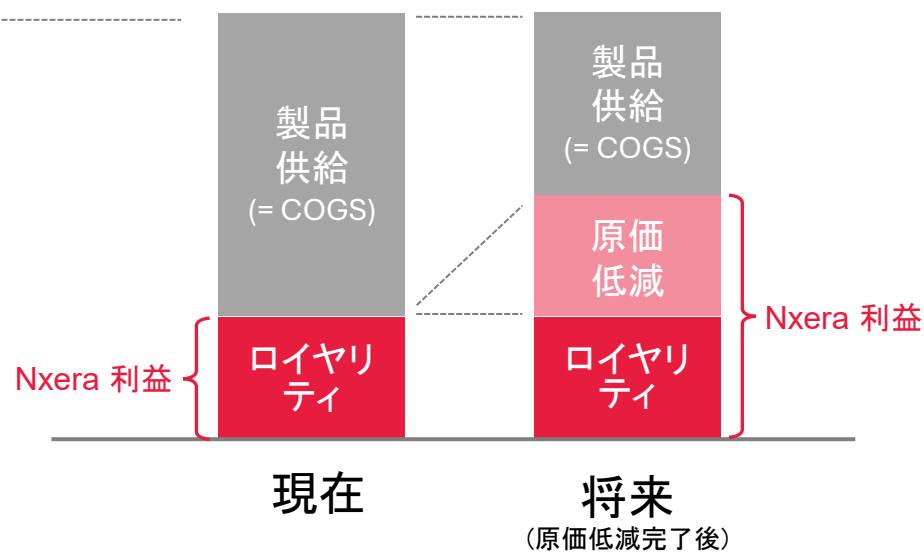 製品
供給
(= COGS)
ロイヤリ
ティ
Nxera 利益
現在
製品
供給
(= COGS)
原価
低減
ロイヤリ
ティ
Nxera 利益
将来
(原価低減完了後)